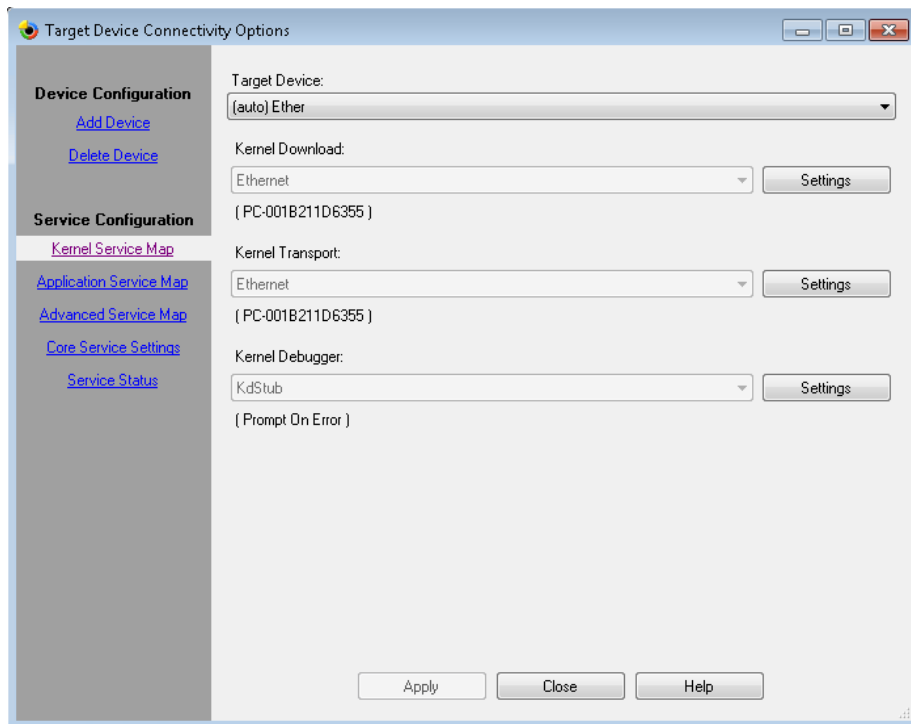 Target Device Connectivity Options
Device Configuration
Add Device
Delete Device
Service Configuration
Kernel Service Map
Application Service Map
Advanced Service Map
Core Service Settings
Service Status
Target Device:
(auto) Ether
Kernel Download:
Ethernet
Settings
( PC-001B211D6355 )
Kernel Transport:
Ethernet
Settings
( PC-001B211D6355 )
Kernel Debugger:
KdStub
Settings
( Prompt On Error )
Apply
Close
Help